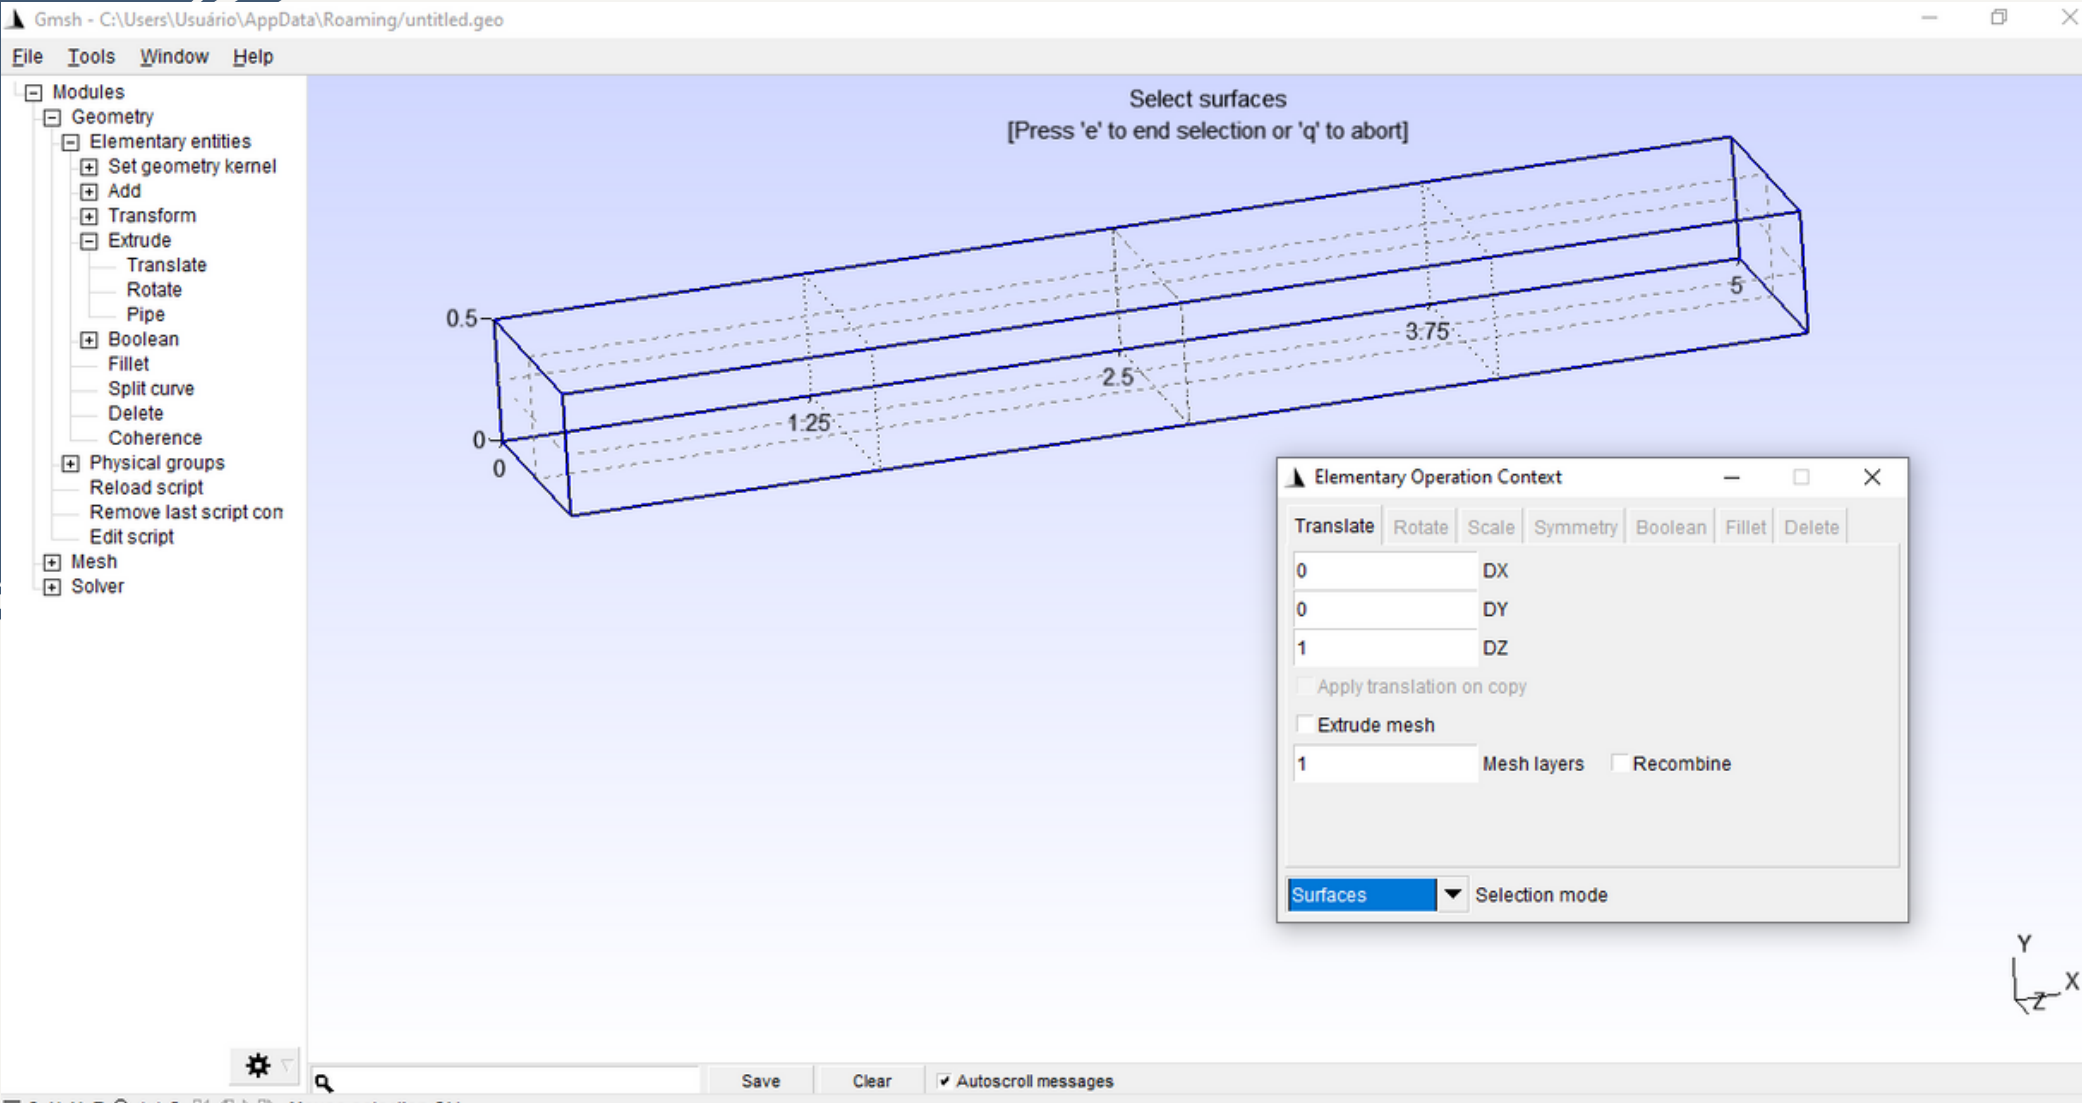 Gmsh - C:\Users\Usuário\AppData\Roaming/untitled.geo
File Tools Window Help
Modules
Geometry
Elementary entities
Set geometry kernel
Add
Transform
Extrude
Translate
Rotate
Pipe
Boolean
Fillet
Split curve
Delete
Coherence
Physical groups
Reload script
Remove last script con
Edit script
Mesh
Solver
Select surfaces
[Press 'e' to end selection or 'q' to abort]
0.5
0
0
1.25
2.5
3.75
5
Elementary Operation Context
Translate Rotate Scale Symmetry Boolean Fillet Delete
0 DX
0 DY
1 DZ
Apply translation on copy
Extrude mesh
1 Mesh layers Recombine
Surfaces Selection mode
Y
X
Z
Save Clear Autoscroll messages